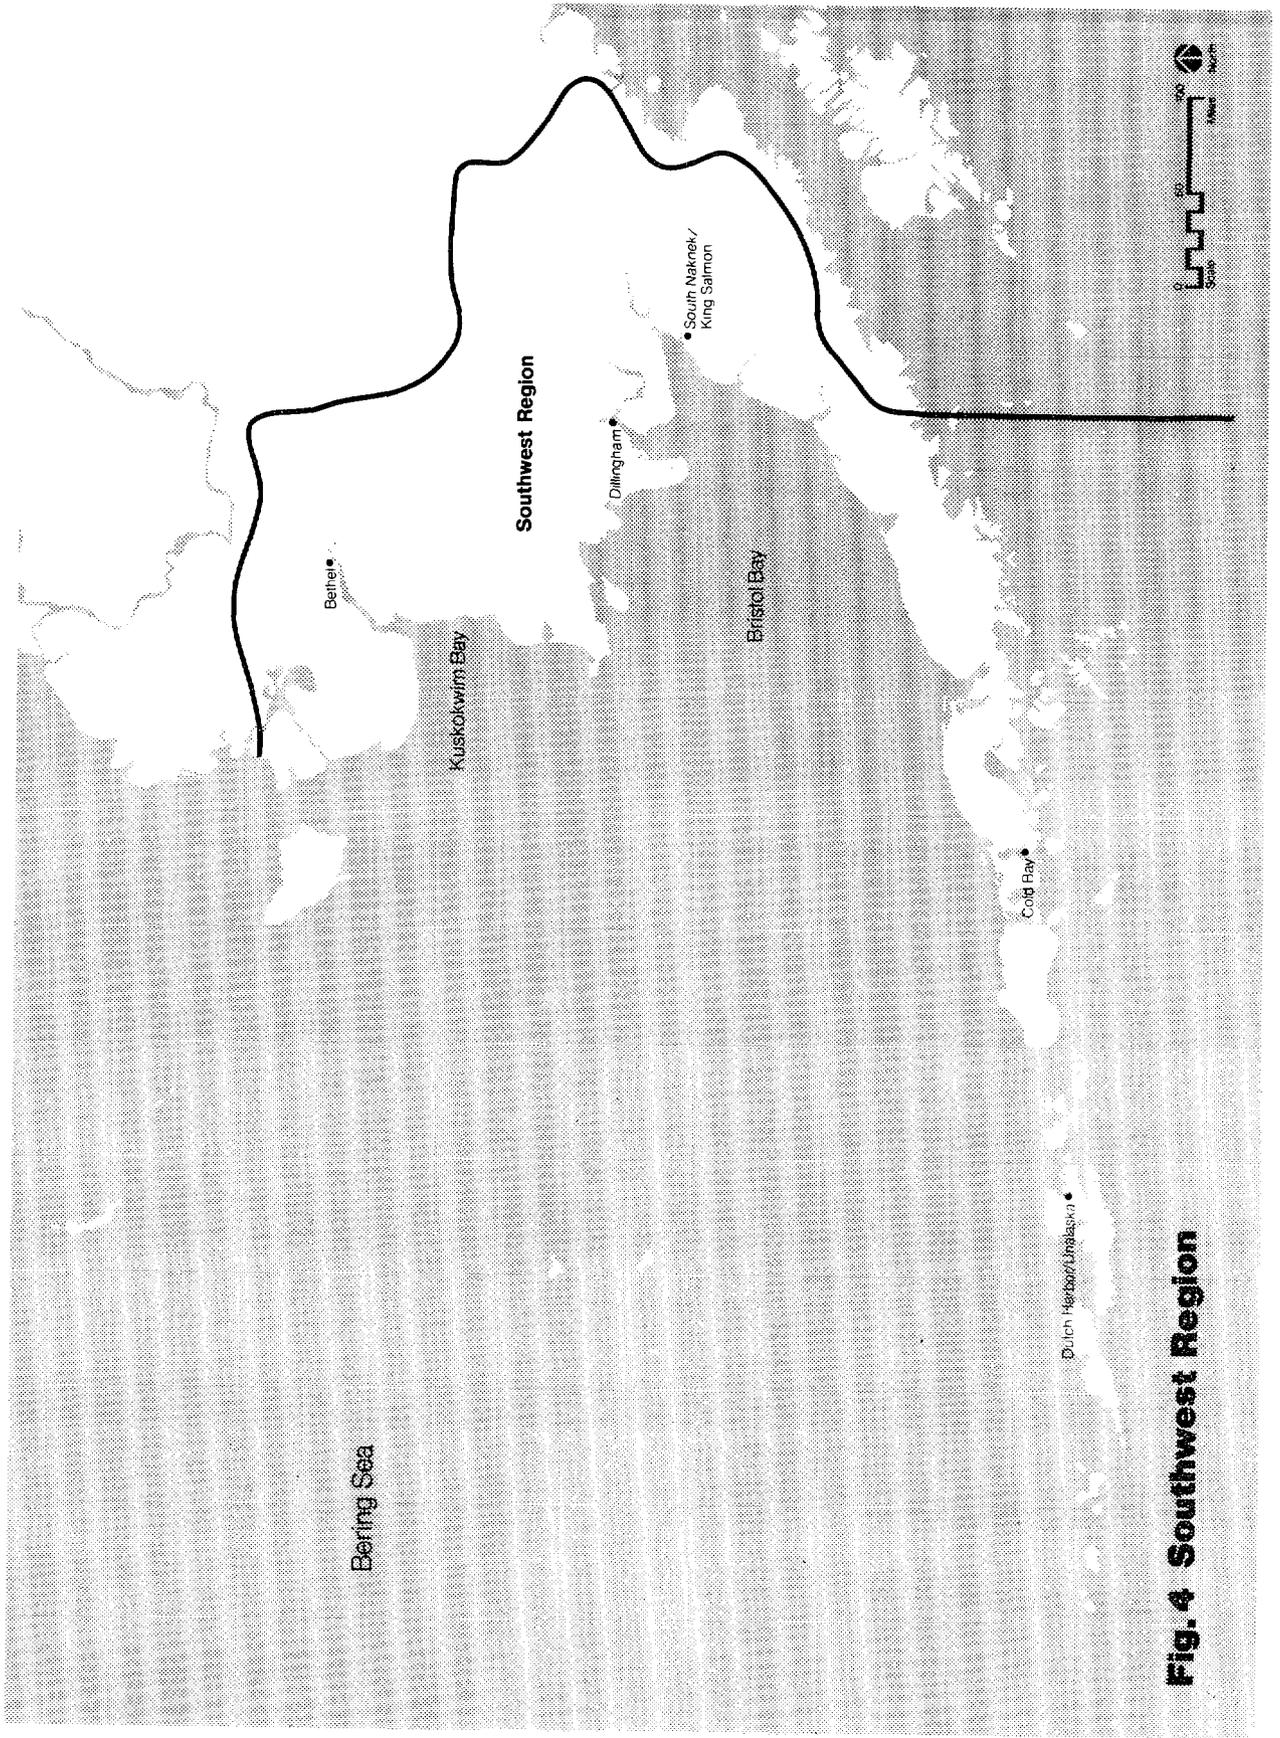 Bethel
Kuskokwim Bay
Southwest Region
Dillingham
South Naknek/
King Salmon
Bristol Bay
Bering Sea
Cold Bay
Dutch Harbor/Unalaska
Fig. 4 Southwest Region
0 50 100
Scale Miles
North